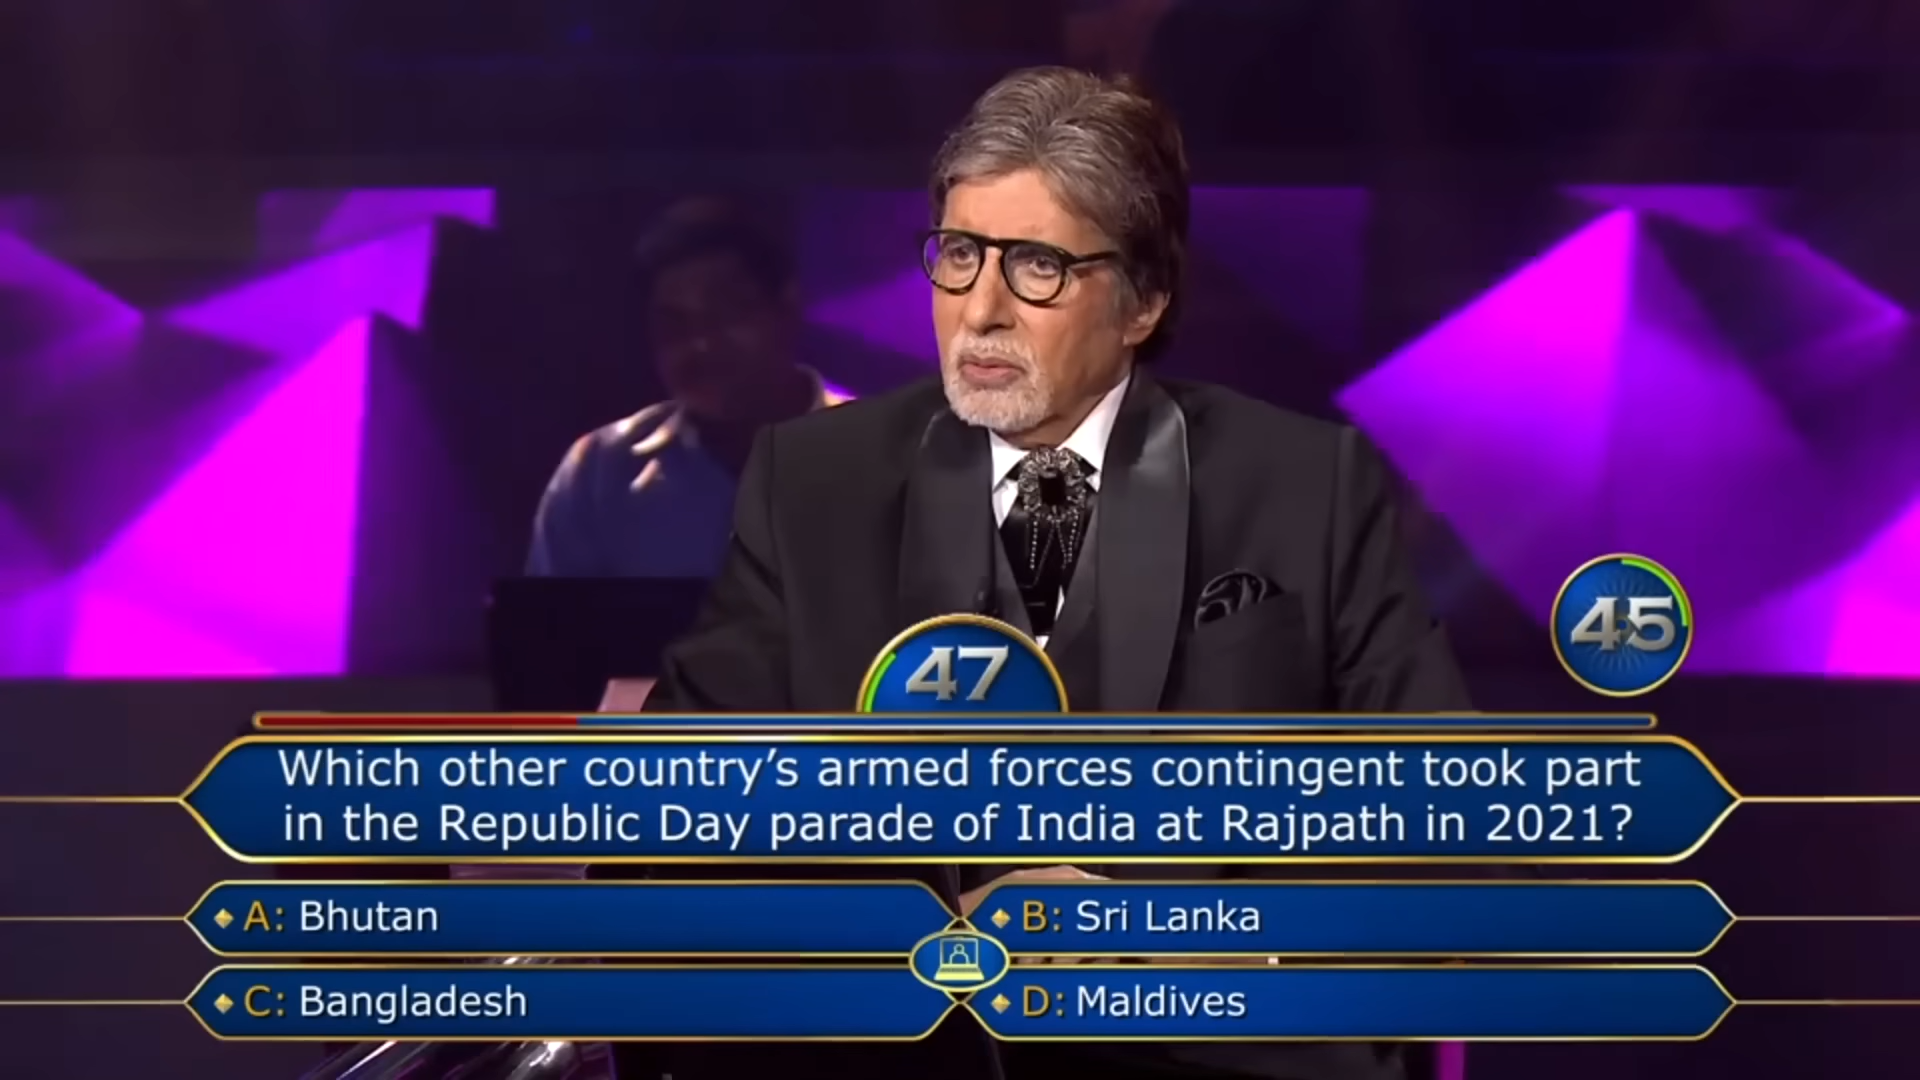 45
47
Which other country's armed forces contingent took part
in the Republic Day parade of India at Rajpath in 2021?
A: Bhutan
B: Sri Lanka
C: Bangladesh
D: Maldives